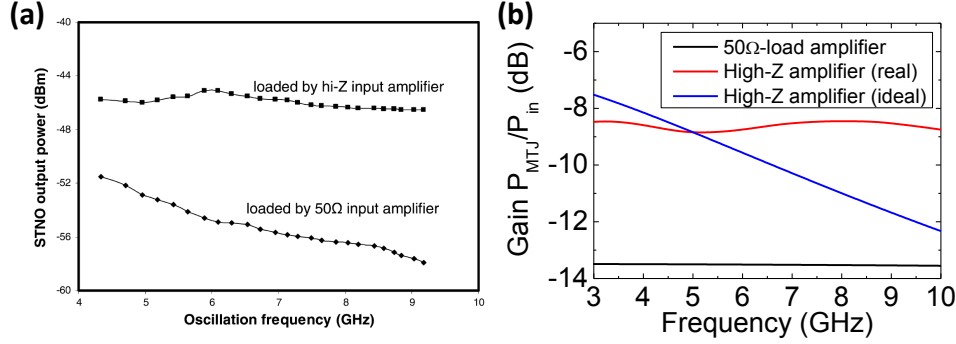 (a)
-40
-44
-48
-52
-56
-60
STNO output power (dBm)
loaded by hi-Z input amplifier
loaded by 50Ω input amplifier
4 5 6 7 8 9 10
Oscillation frequency (GHz)
(b)
-6
-8
-10
-12
-14
Gain P_MTJ/P_in (dB)
50Ω-load amplifier
High-Z amplifier (real)
High-Z amplifier (ideal)
3 4 5 6 7 8 9 10
Frequency (GHz)